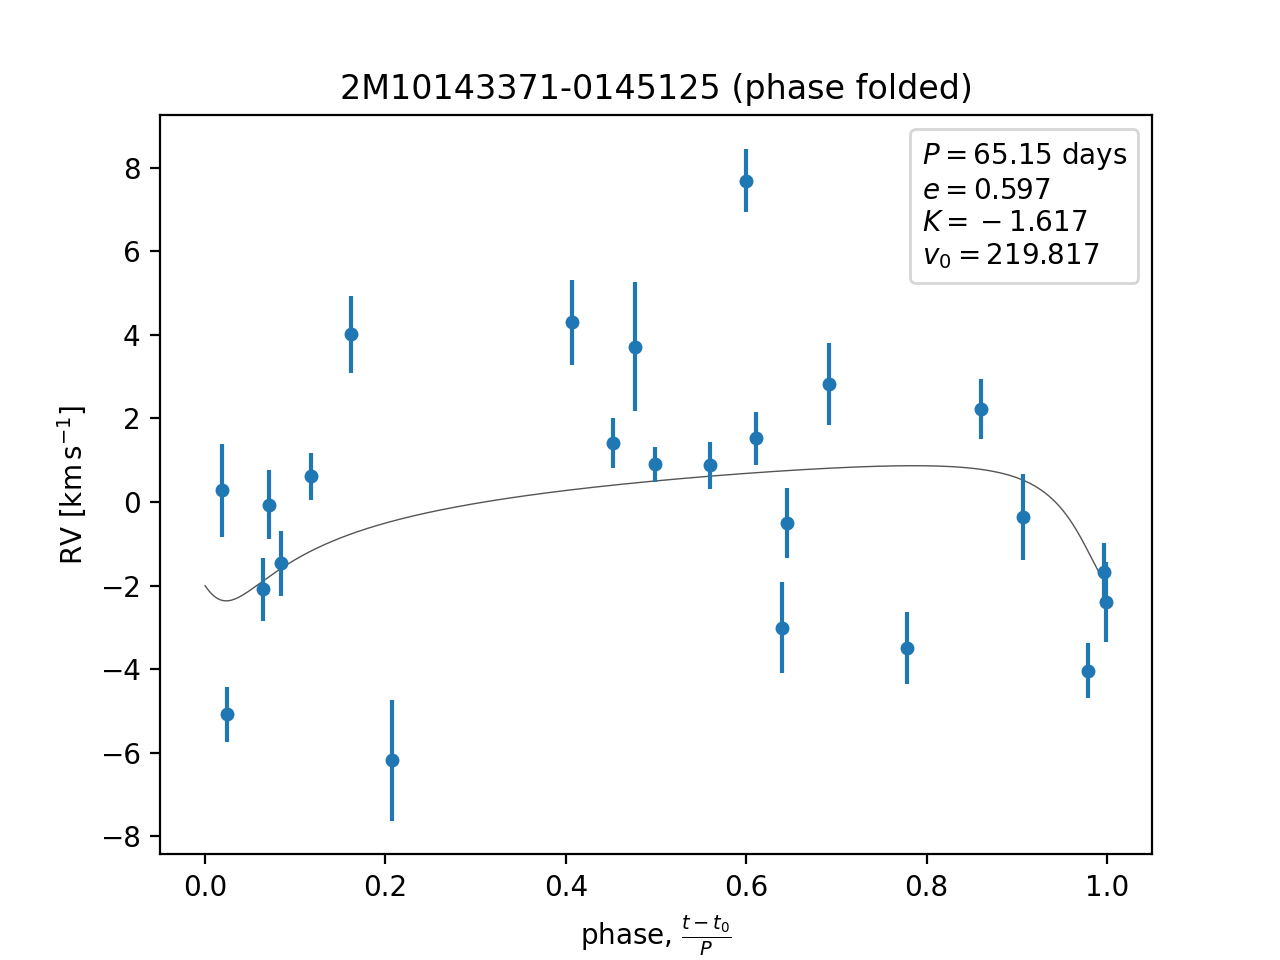 2M10143371-0145125 (phase folded)
P = 65.15 days
e = 0.597
K = −1.617
v₀ = 219.817
RV [km s⁻¹]
8
6
4
2
0
−2
−4
−6
−8
0.0 0.2 0.4 0.6 0.8 1.0
phase, (t − t₀)/P